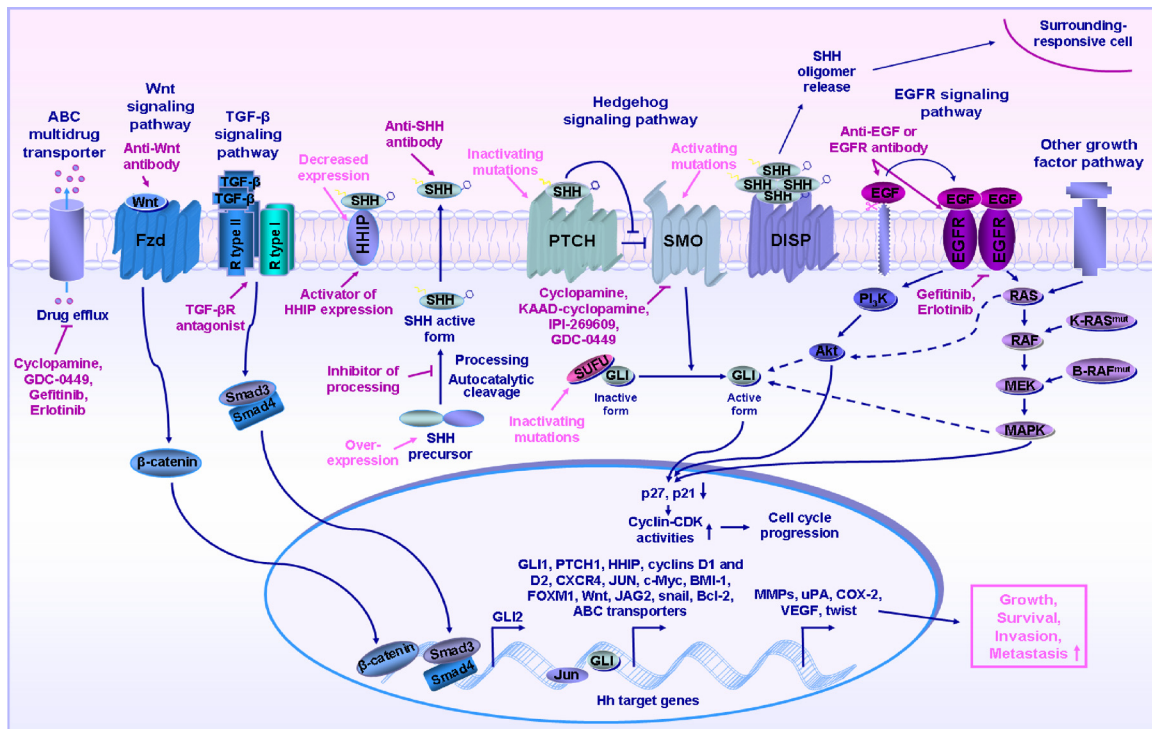 Surrounding-
responsive cell
SHH
oligomer
release
EGFR signaling
pathway
Hedgehog
signaling pathway
Wnt
signaling
pathway
TGF-β
signaling
pathway
ABC
multidrug
transporter
Anti-Wnt
antibody
Anti-SHH
antibody
Anti-EGF or
EGFR antibody
Other growth
factor pathway
Decreased
expression
Inactivating
mutations
Activating
mutations
TGF-β
TGF-β
Wnt
SHH
SHH
SHH
SHH
SHH SHH
SHH SHH
EGF
EGF
EGF
Fzd
R type II
R type I
HHIP
PTCH
SMO
DISP
EGFR
EGFR
Drug efflux
TGF-βR
antagonist
Activator of
HHIP expression
SHH
SHH active
form
Cyclopamine,
KAAD-cyclopamine,
IPI-269609,
GDC-0449
Gefitinib,
Erlotinib
PI3K
RAS
K-RASmut
RAF
Akt
B-RAFmut
MEK
MAPK
Cyclopamine,
GDC-0449,
Gefitinib,
Erlotinib
Inhibitor of
processing
Processing
Autocatalytic
cleavage
SUFU
GLI
Inactive
form
GLI
Active
form
Inactivating
mutations
Smad3
Smad4
Over-
expression
SHH
precursor
β-catenin
p27, p21
Cyclin-CDK
activities
Cell cycle
progression
GLI1, PTCH1, HHIP, cyclins D1 and
D2, CXCR4, JUN, c-Myc, BMI-1,
FOXM1, Wnt, JAG2, snail, Bcl-2,
ABC transporters
MMPs, uPA, COX-2,
VEGF, twist
Growth,
Survival,
Invasion,
Metastasis
GLI2
β-catenin
Smad3
Smad4
Jun
GLI
Hh target genes